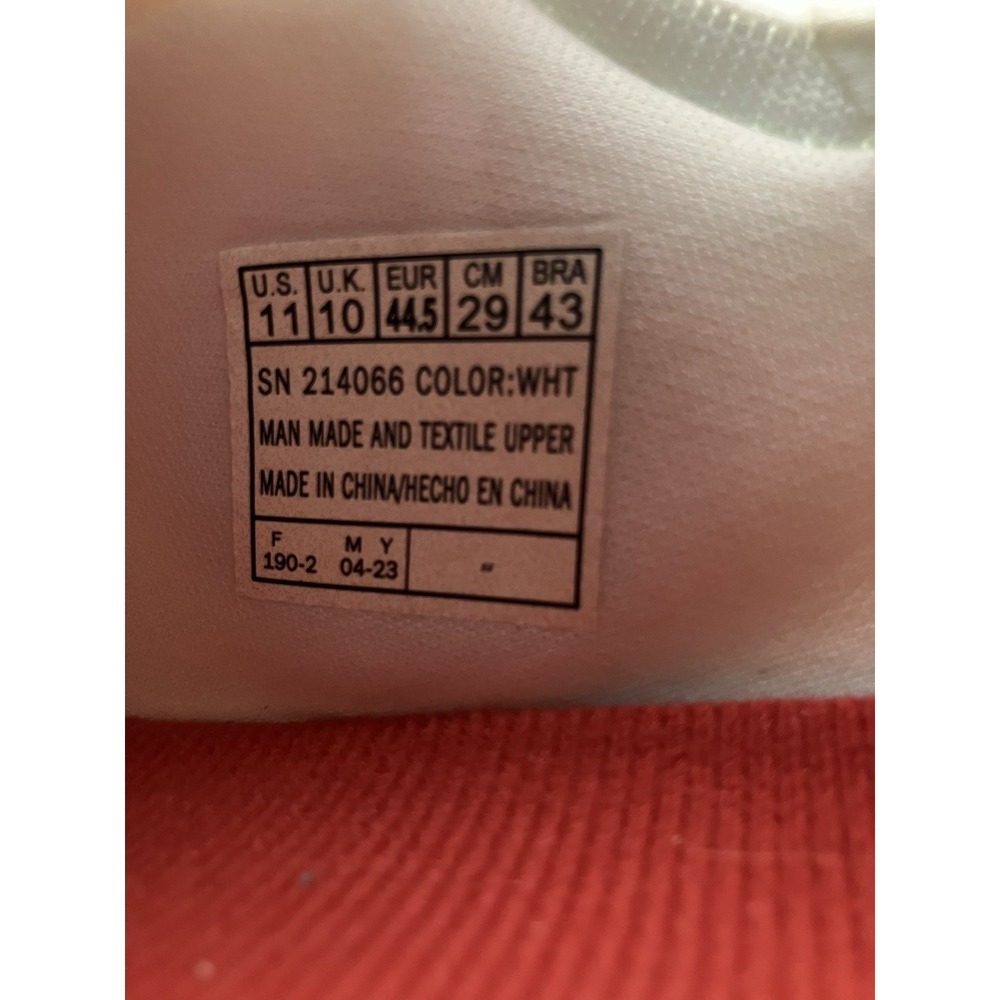 U.S. U.K. EUR CM BRA
11 10 44.5 29 43
SN 214066 COLOR:WHT
MAN MADE AND TEXTILE UPPER
MADE IN CHINA/HECHO EN CHINA
F M Y
190-2 04-23